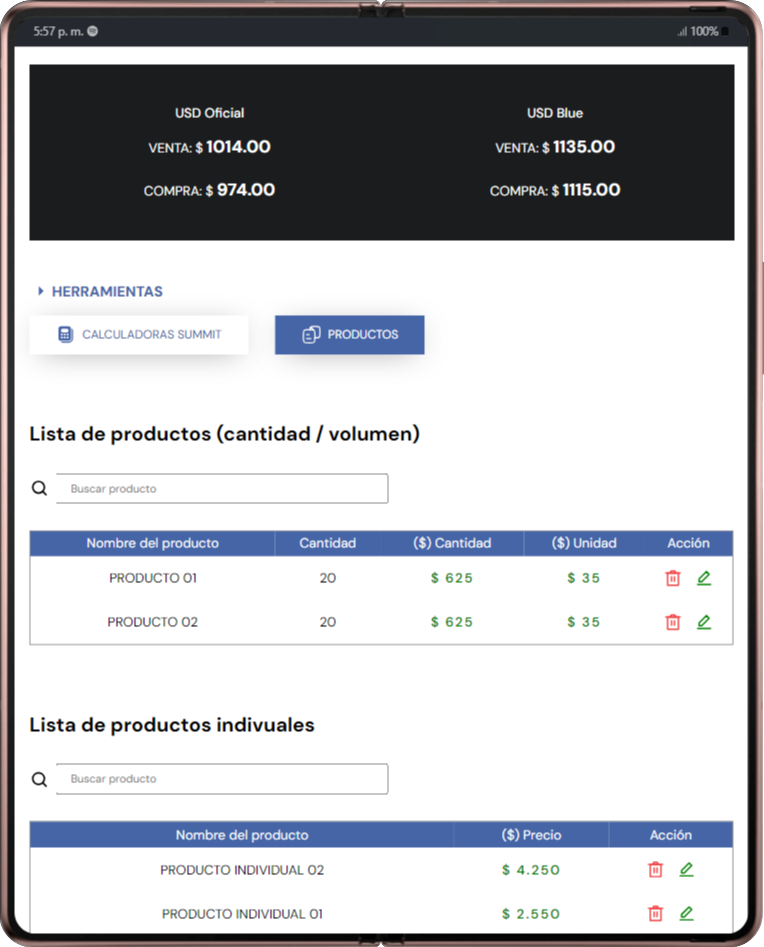 5:57 p. m. 100%
USD Oficial USD Blue
VENTA: $ 1014.00 VENTA: $ 1135.00
COMPRA: $ 974.00 COMPRA: $ 1115.00
HERRAMIENTAS
CALCULADORAS SUMMIT PRODUCTOS
Lista de productos (cantidad / volumen)
Buscar producto
Nombre del producto Cantidad ($) Cantidad ($) Unidad Acción
PRODUCTO 01 20 $ 625 $ 35
PRODUCTO 02 20 $ 625 $ 35
Lista de productos indivuales
Buscar producto
Nombre del producto ($) Precio Acción
PRODUCTO INDIVIDUAL 02 $ 4.250
PRODUCTO INDIVIDUAL 01 $ 2.550